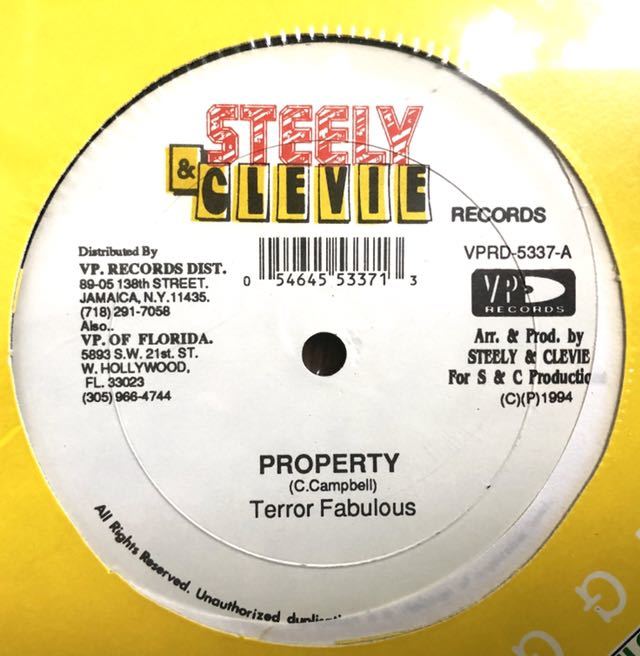 STEELY
& CLEVIE
RECORDS
Distributed By
VP. RECORDS DIST.
89-05 138th STREET.
JAMAICA, N.Y.11435.
(718) 291-7058
Also..
VP. OF FLORIDA.
5893 S.W. 21st. ST.
W. HOLLYWOOD,
FL. 33023
(305) 966-4744
0 54645 53371 3
VPRD-5337-A
VP
RECORDS
Arr. & Prod. by
STEELY & CLEVIE
For S & C Productio
(C)(P)1994
PROPERTY
(C.Campbell)
Terror Fabulous
All Rights Reserved. Unauthorized duplicati
G